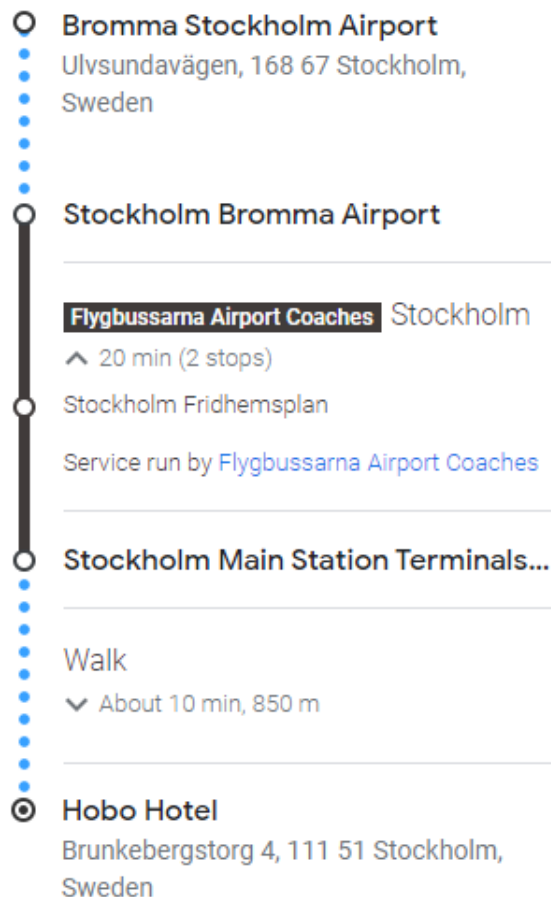 Bromma Stockholm Airport
Ulvsundavägen, 168 67 Stockholm,
Sweden
Stockholm Bromma Airport
Flygbussarna Airport Coaches Stockholm
20 min (2 stops)
Stockholm Fridhemsplan
Service run by Flygbussarna Airport Coaches
Stockholm Main Station Terminals...
Walk
About 10 min, 850 m
Hobo Hotel
Brunkebergstorg 4, 111 51 Stockholm,
Sweden